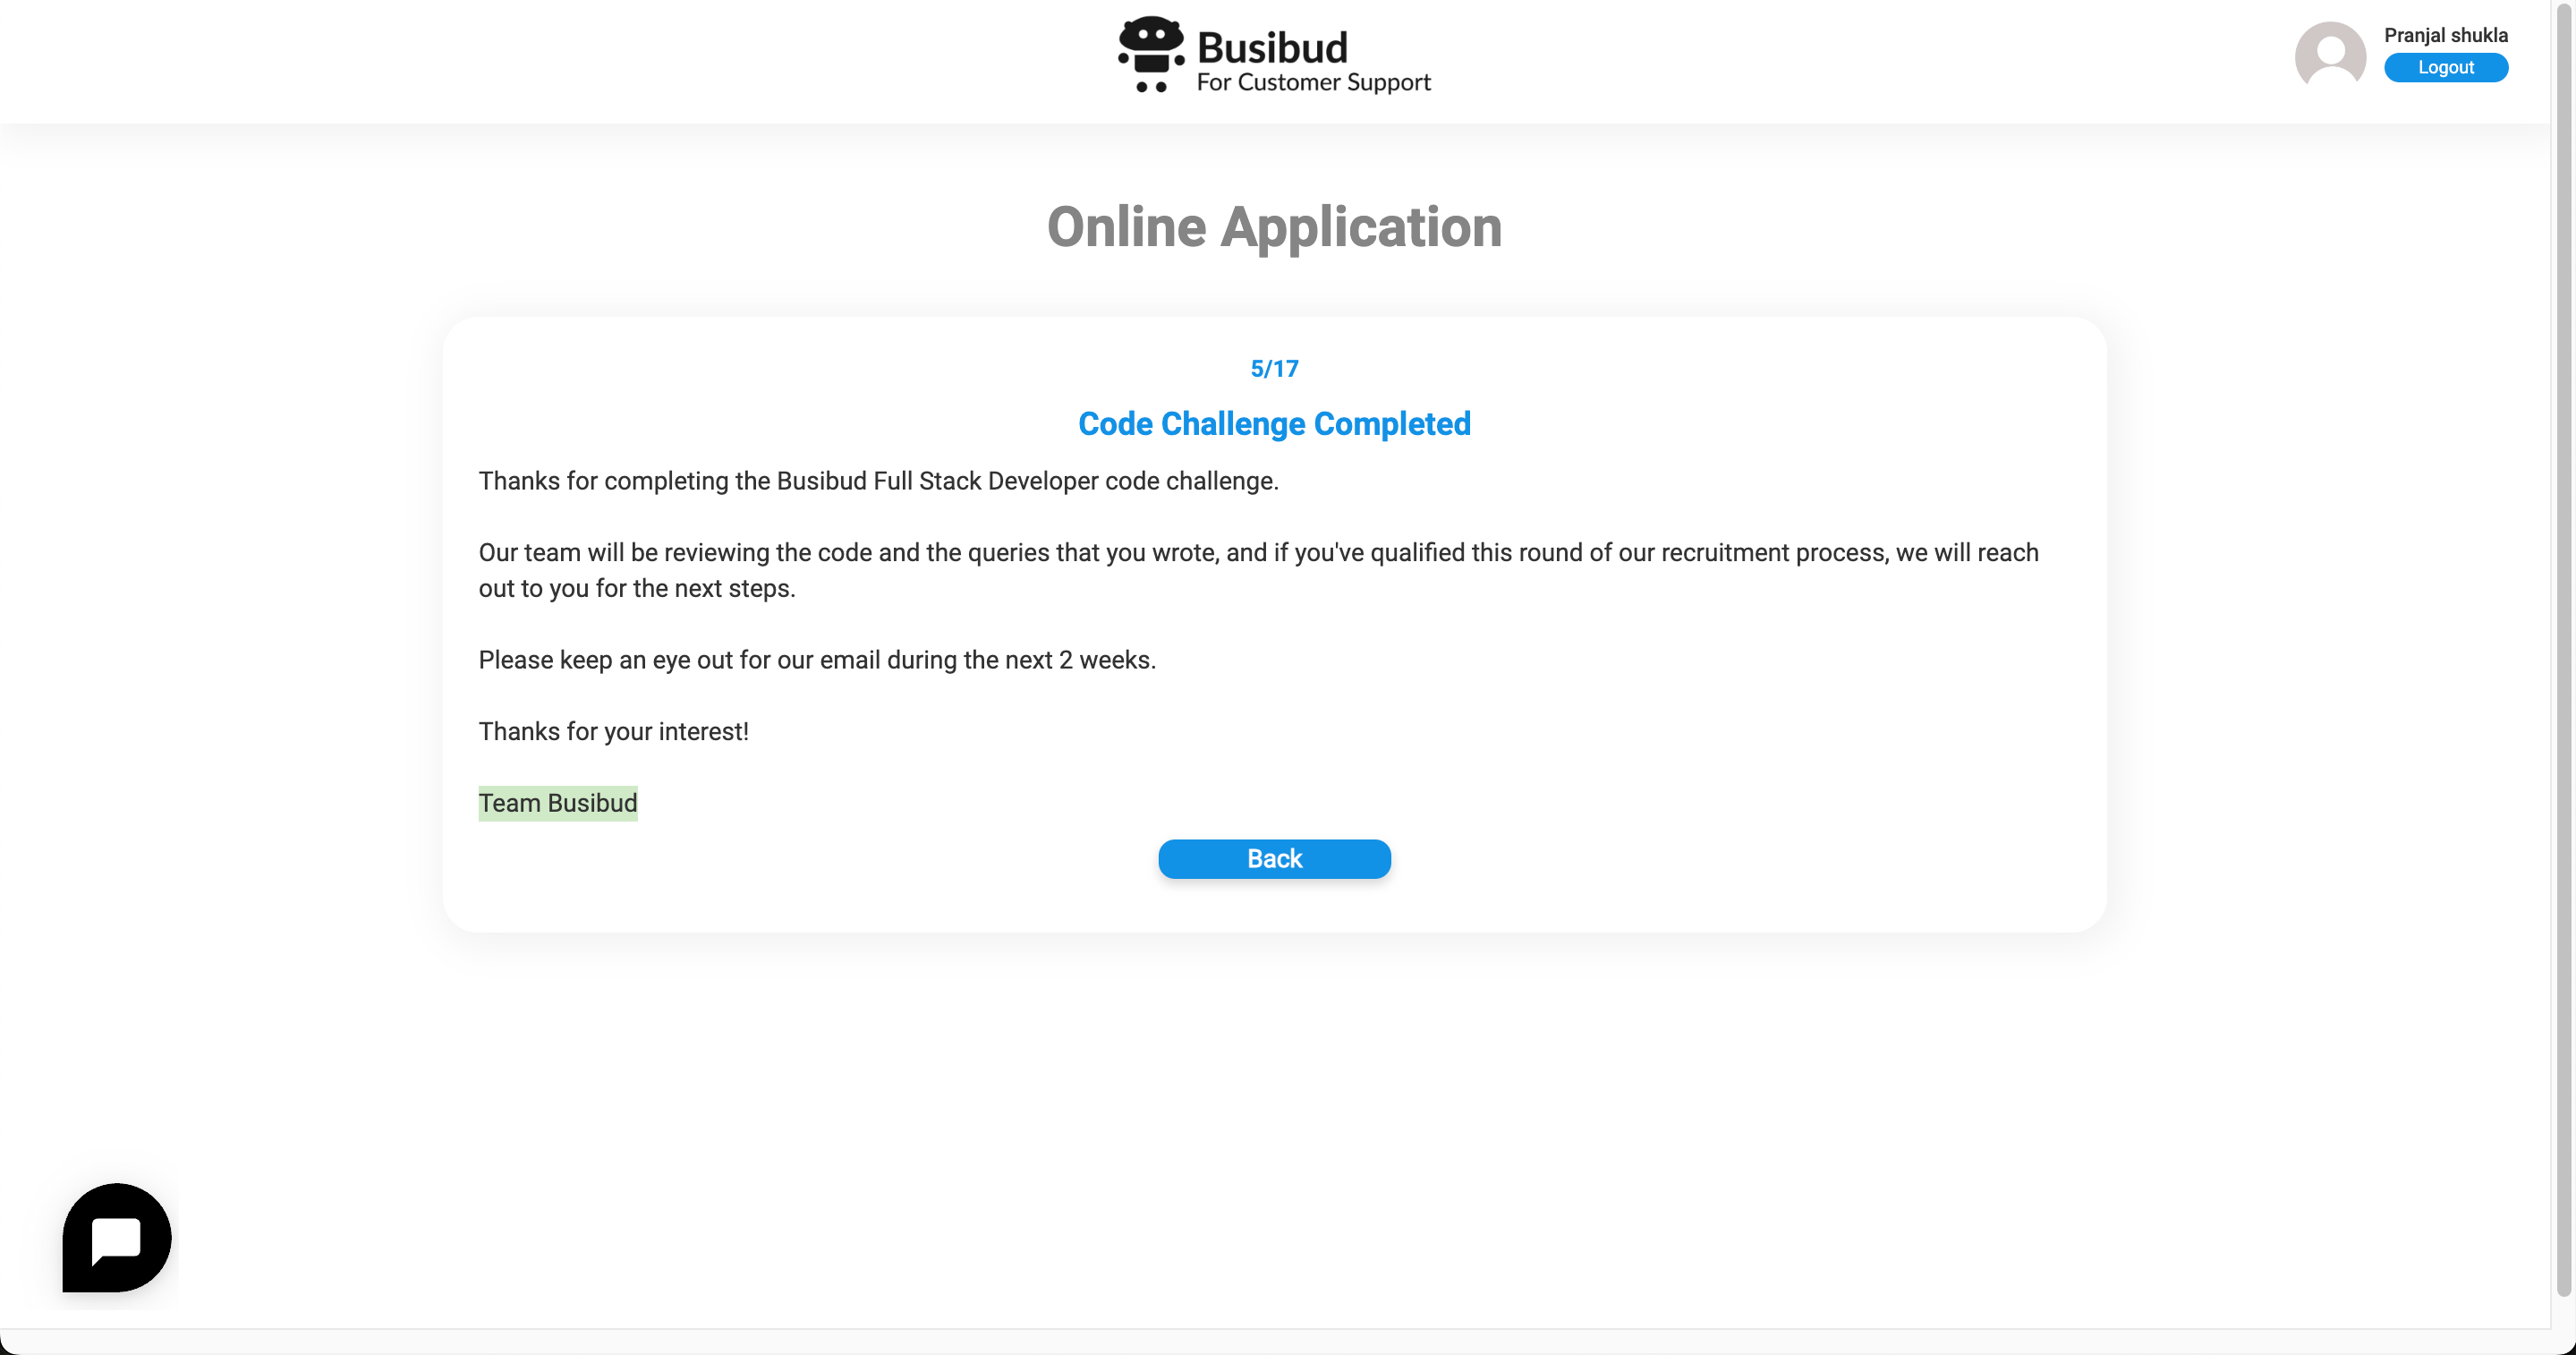 Busibud
For Customer Support
Pranjal shukla
Logout
Online Application
5/17
Code Challenge Completed
Thanks for completing the Busibud Full Stack Developer code challenge.
Our team will be reviewing the code and the queries that you wrote, and if you've qualified this round of our recruitment process, we will reach
out to you for the next steps.
Please keep an eye out for our email during the next 2 weeks.
Thanks for your interest!
Team Busibud
Back